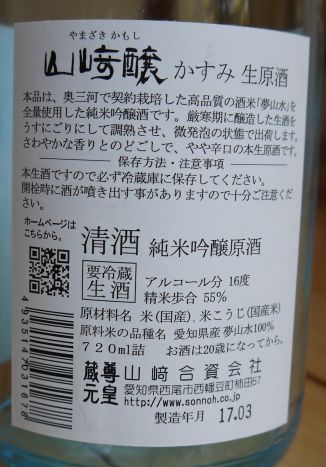 やまざき かもし
山﨑醸 かすみ 生原酒
本品は、奥三河で契約栽培した高品質の酒米「夢山水」を
全量使用した純米吟醸酒です。厳寒期に醸造した生酒を
うすにごりにして調熟させ、微発泡の状態で出荷します。
さわやかな香りとのどごしで、やや辛口の本生原酒です。
保存方法・注意事項
本生酒ですので必ず冷蔵庫に保存してください。
開栓時に酒が噴き出す事がありますので十分ご注意くださ
い。
ホームページは
こちらから。
清酒 純米吟醸原酒
要冷蔵
生酒
アルコール分 16度
精米歩合 55%
原材料名 米(国産)、米こうじ(国産米)
原料米の品種名 愛知県産 夢山水100%
720ml詰 お酒は20歳になってから。
蔵元 尊皇 山﨑合資会社
愛知県西尾市西幡豆町柿田57
http://www.sonnoh.co.jp/
製造年月 17.03
4935147031678